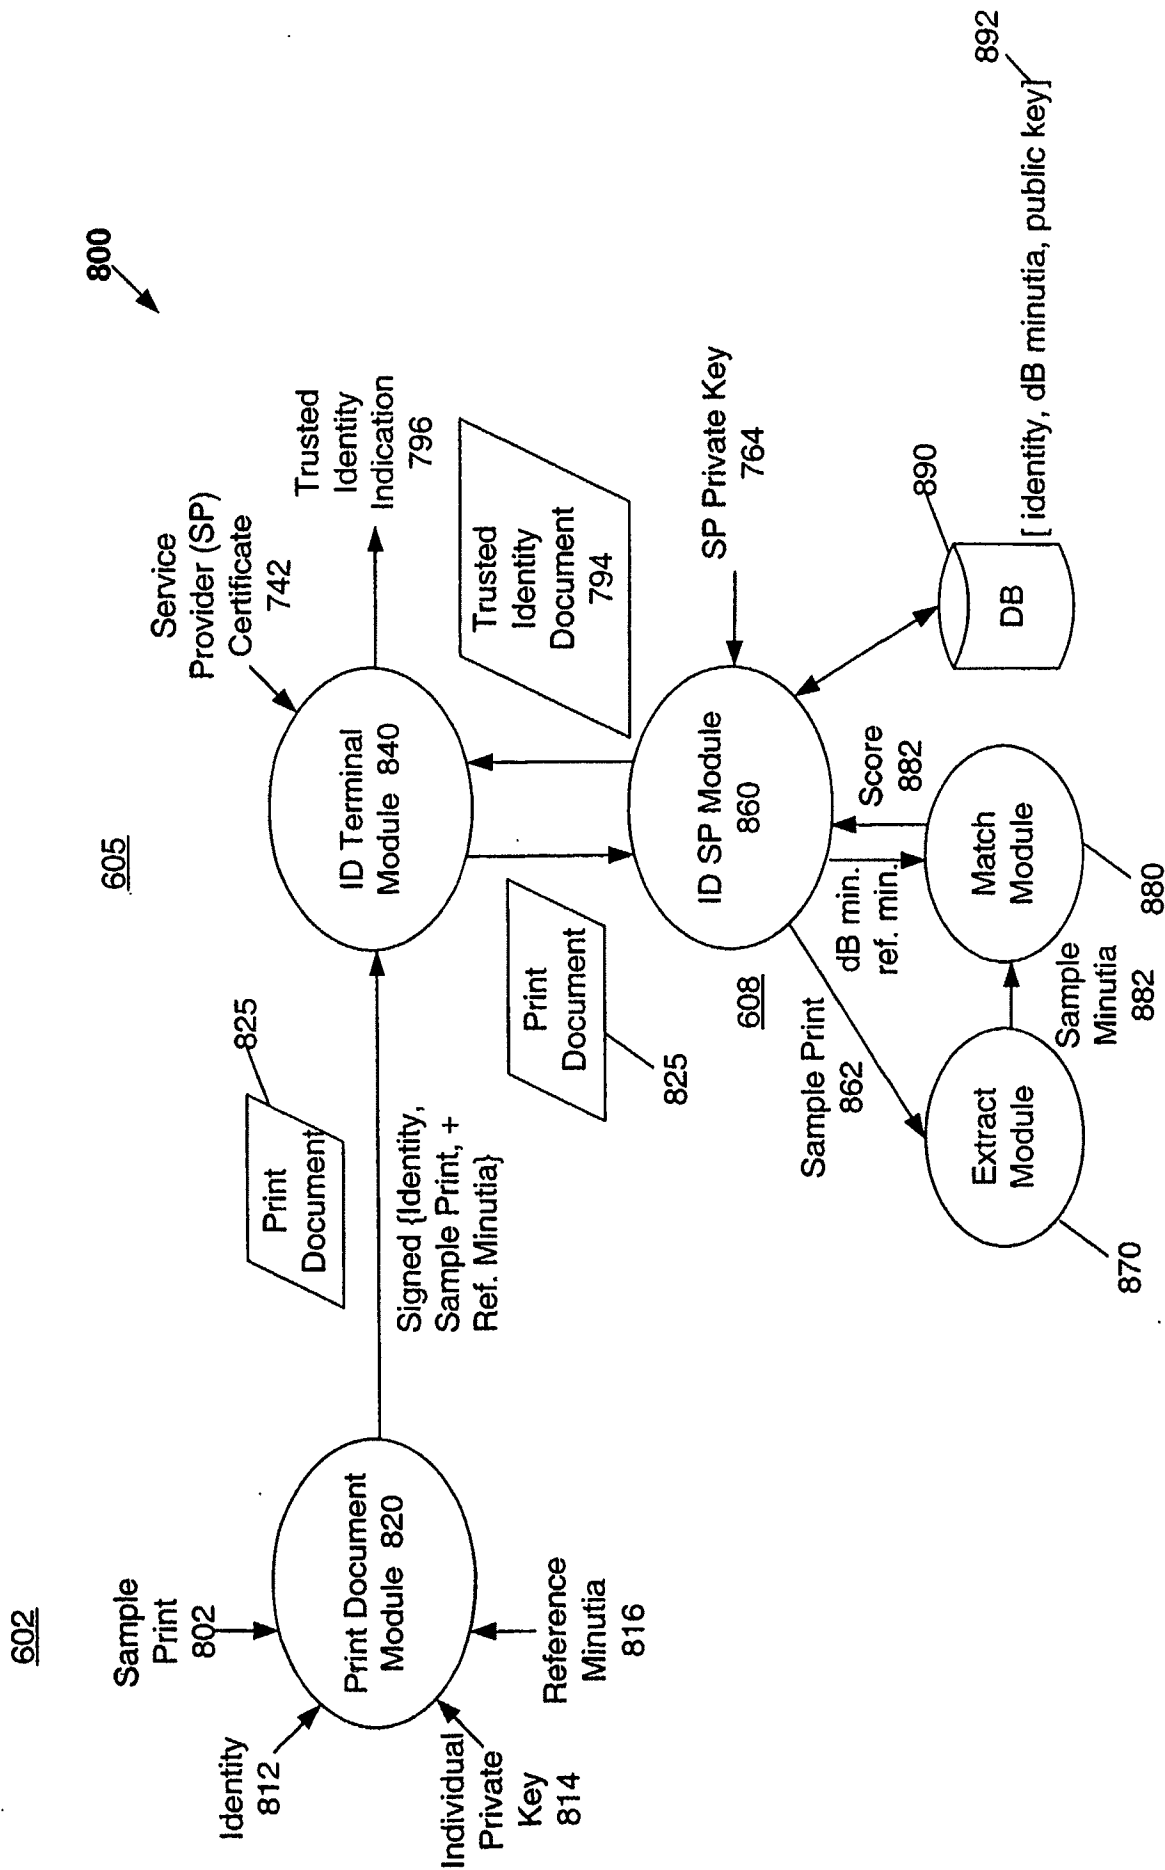 800
602
605
Sample
Print
802
Identity
812
Individual
Private
Key
814
Reference
Minutia
816
Print Document
Module 820
Print
Document
825
Signed {Identity,
Sample Print, +
Ref. Minutia}
Service
Provider (SP)
Certificate
742
ID Terminal
Module 840
Trusted
Identity
Indication
796
Print
Document
825
Trusted
Identity
Document
794
608
ID SP Module
860
SP Private Key
764
Sample Print
862
dB min.
ref. min.
Score
882
Extract
Module
870
Sample
Minutia
882
Match
Module
880
DB
890
[ identity, dB minutia, public key]
892